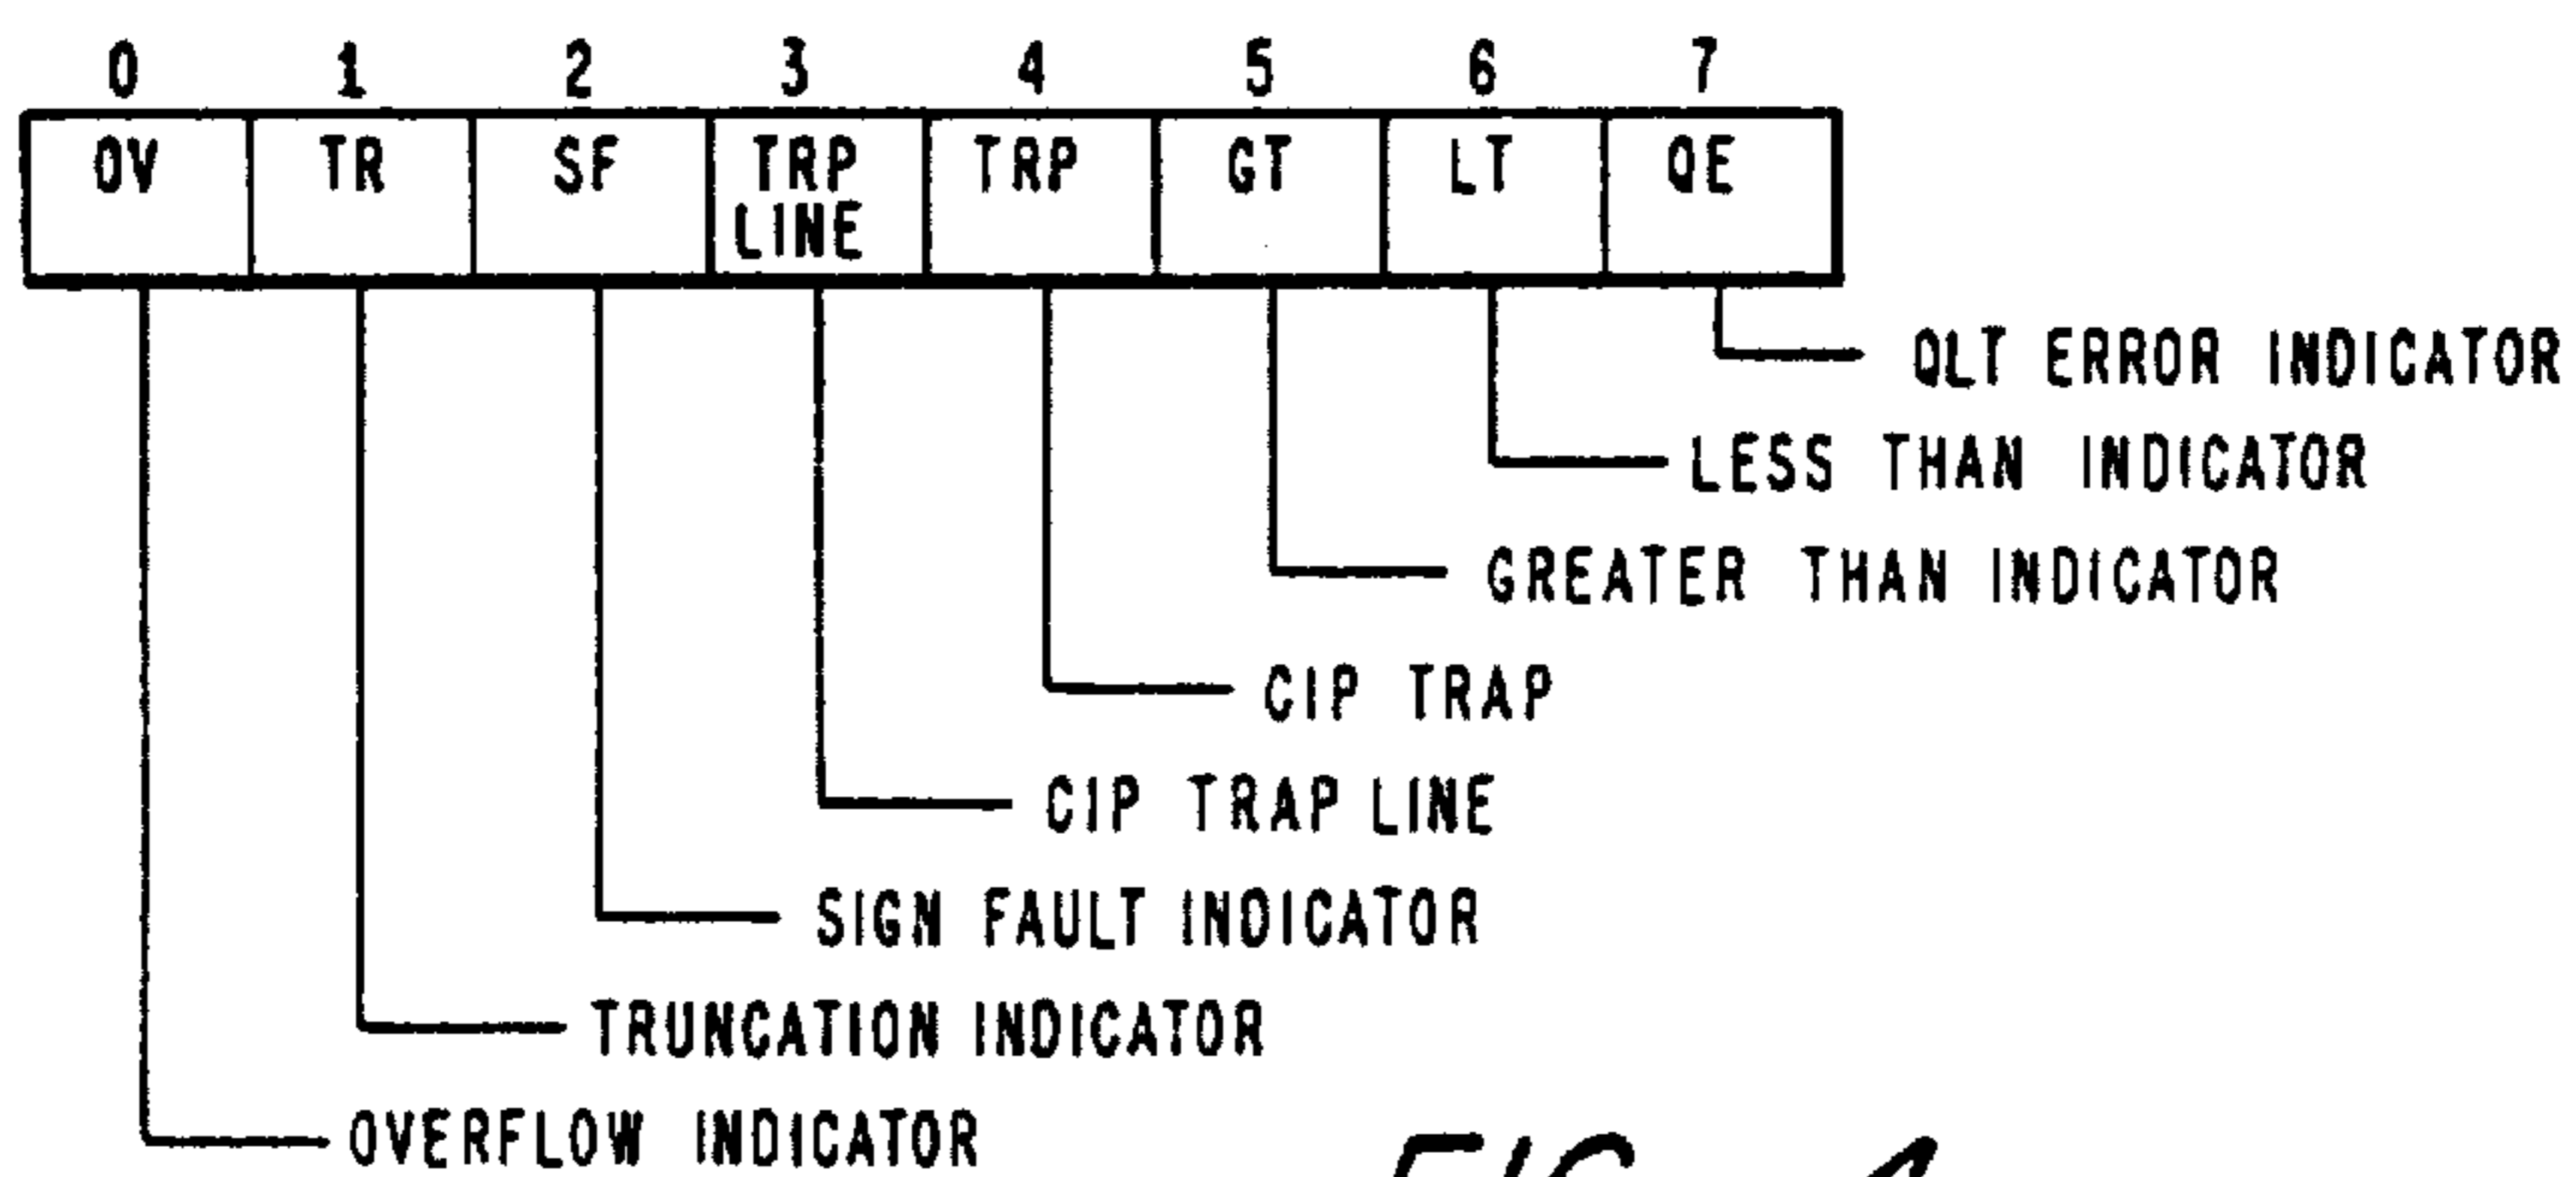 0 1 2 3 4 5 6 7
OV TR SF TRP LINE TRP GT LT QE
QLT ERROR INDICATOR
LESS THAN INDICATOR
GREATER THAN INDICATOR
CIP TRAP
CIP TRAP LINE
SIGN FAULT INDICATOR
TRUNCATION INDICATOR
OVERFLOW INDICATOR